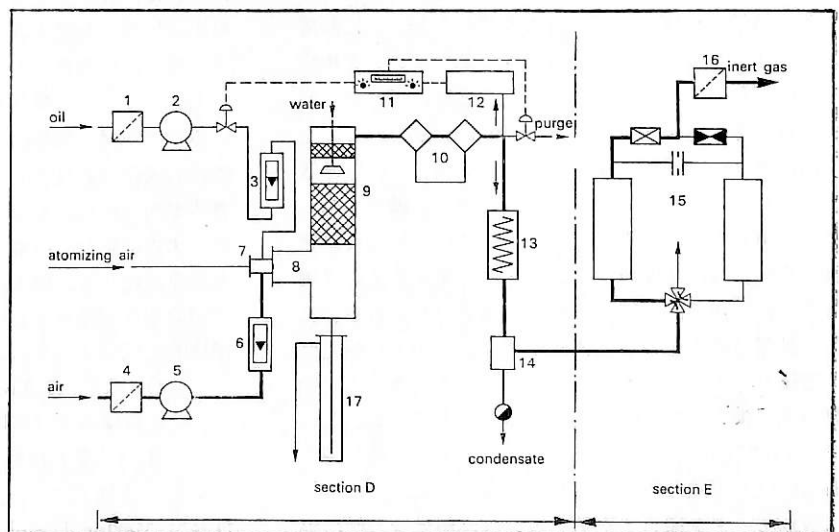 16
inert gas
1
2
11
12
oil
water
purge
3
10
9
15
7
atomizing air
8
13
6
4
5
14
air
17
condensate
section D
section E